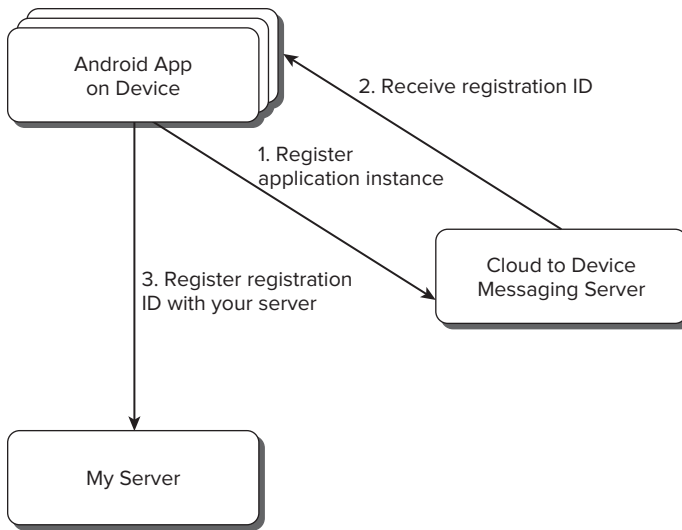 Android App
on Device
2. Receive registration ID
1. Register
application instance
Cloud to Device
Messaging Server
3. Register registration
ID with your server
My Server